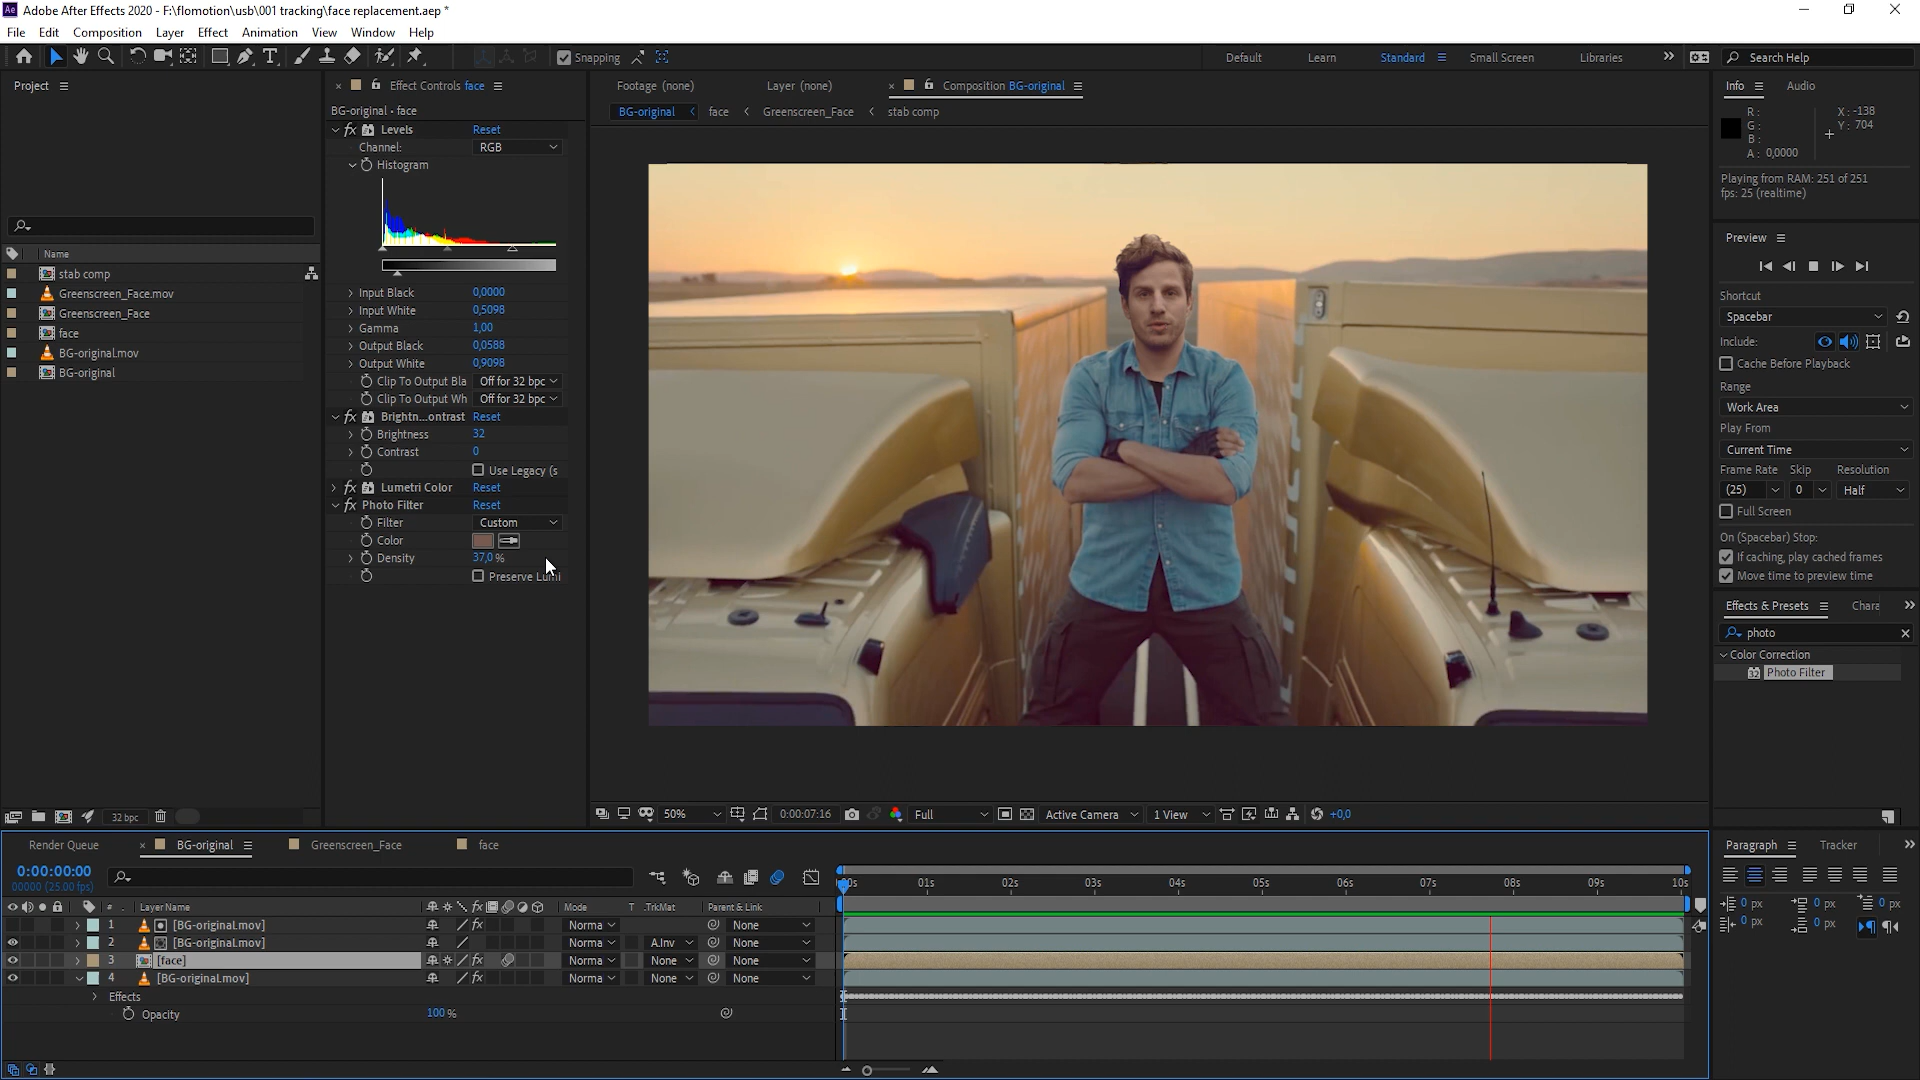 Adobe After Effects 2020 - F:\flomotion\usb\001 tracking\face replacement.aep *
File Edit Composition Layer Effect Animation View Window Help
Snapping
Default Learn Standard Small Screen Libraries
Search Help
Project
Name
stab comp
Greenscreen_Face.mov
Greenscreen_Face
face
BG-original.mov
BG-original
32 bpc
Effect Controls face
BG-original • face
fx Levels Reset
Channel: RGB
Histogram
Input Black 0,0000
Input White 0,5098
Gamma 1,00
Output Black 0,0588
Output White 0,9098
Clip To Output Bla Off for 32 bpc
Clip To Output Wh Off for 32 bpc
fx Brightn...ontrast Reset
Brightness 32
Contrast 0
Use Legacy (s
fx Lumetri Color Reset
fx Photo Filter Reset
Filter Custom
Color
Density 37,0 %
Preserve Lumi
Footage (none) Layer (none) Composition BG-original
BG-original face Greenscreen_Face stab comp
50% 0:00:07:16 Full Active Camera 1 View +0,0
Info Audio
R: X: -138
G: Y: 704
B:
A: 0,0000
Playing from RAM: 251 of 251
fps: 25 (realtime)
Preview
Shortcut
Spacebar
Include:
Cache Before Playback
Range
Work Area
Play From
Current Time
Frame Rate Skip Resolution
(25) 0 Half
Full Screen
On (Spacebar) Stop:
If caching, play cached frames
Move time to preview time
Effects & Presets Chara
photo
Color Correction
32 Photo Filter
Render Queue BG-original Greenscreen_Face face
0:00:00:00
00000 (25.00 fps)
# Layer Name fx Mode T .TrkMat Parent & Link
1 [BG-original.mov] fx Norma None
2 [BG-original.mov] Norma A.Inv None
3 [face] fx Norma None None
4 [BG-original.mov] fx Norma None None
Effects
Opacity 100 %
00s 01s 02s 03s 04s 05s 06s 07s 08s 09s 10s
Paragraph Tracker
0 px 0 px 0 px
0 px 0 px